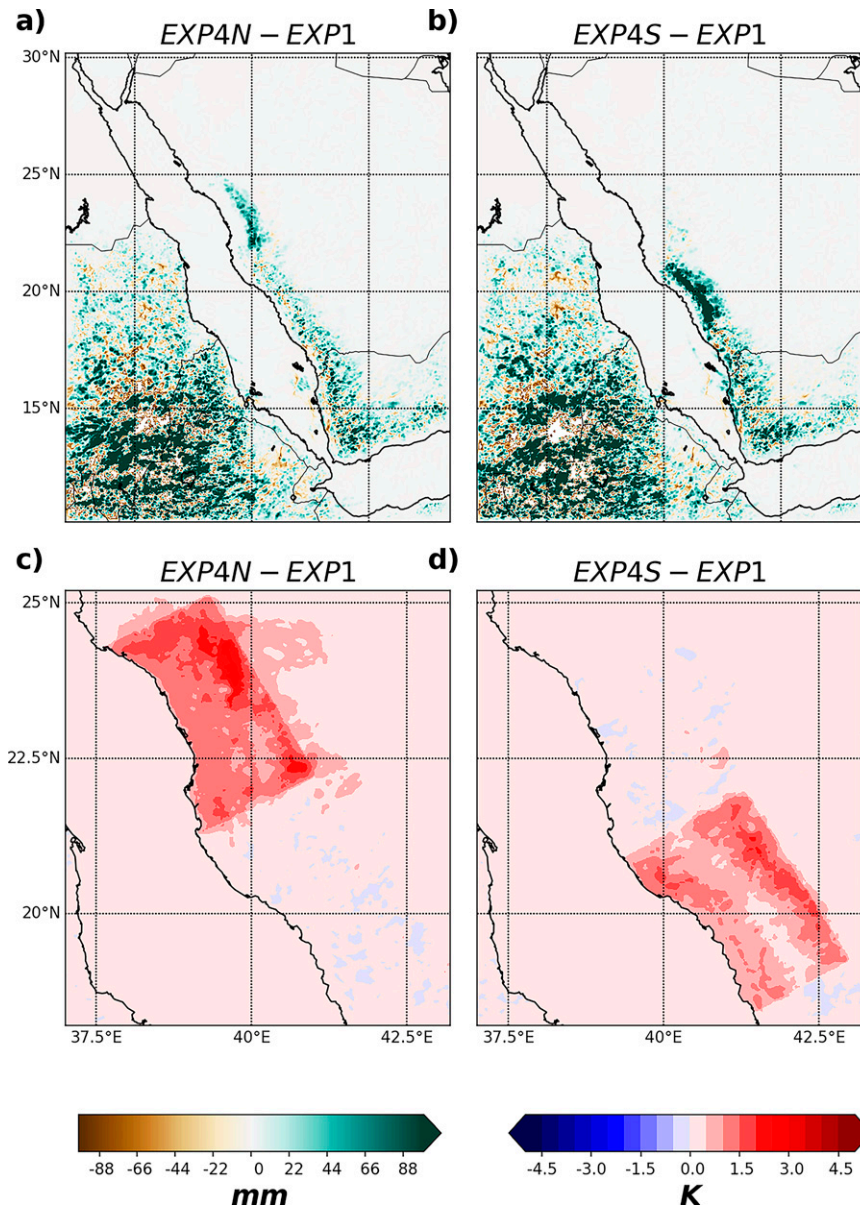 a) EXP4N − EXP1
b) EXP4S − EXP1
30°N
25°N
20°N
15°N
c) EXP4N − EXP1
d) EXP4S − EXP1
25°N
22.5°N
20°N
37.5°E 40°E 42.5°E
37.5°E 40°E 42.5°E
-88 -66 -44 -22 0 22 44 66 88
mm
-4.5 -3.0 -1.5 0.0 1.5 3.0 4.5
K